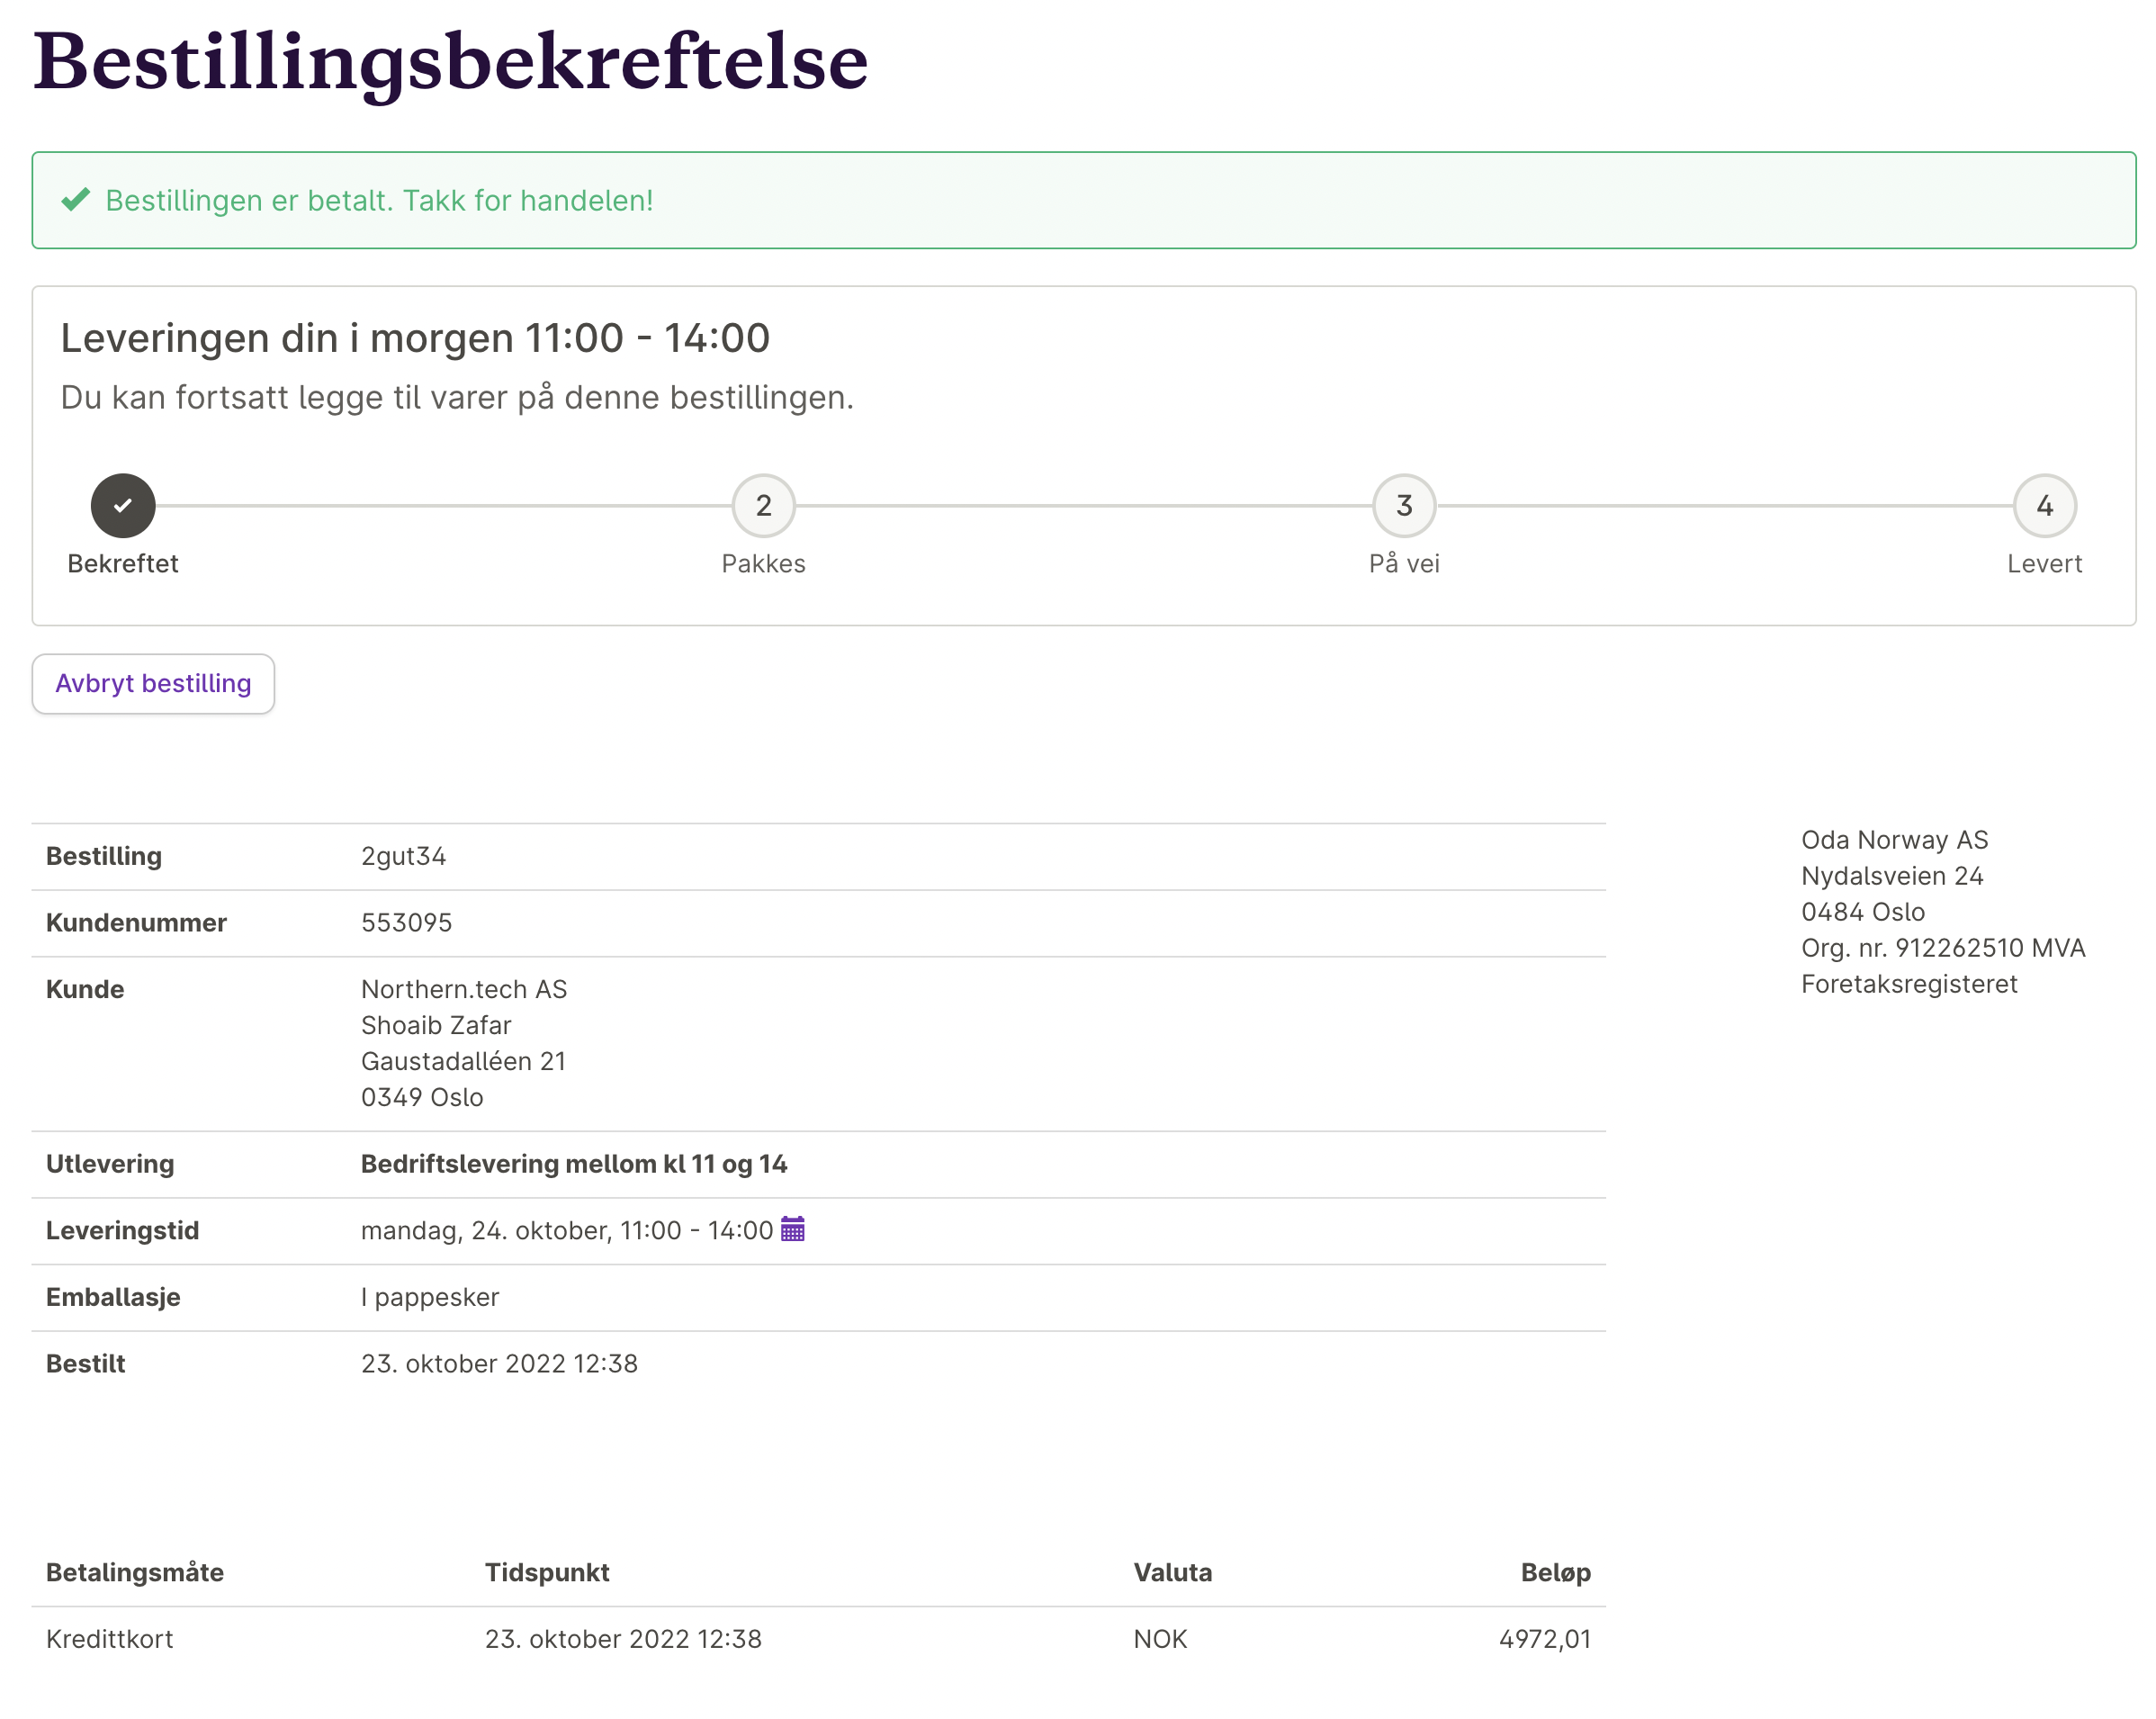 Bestillingsbekreftelse
Bestillingen er betalt. Takk for handelen!
Leveringen din i morgen 11:00 - 14:00
Du kan fortsatt legge til varer på denne bestillingen.
2 3 4
Bekreftet Pakkes På vei Levert
Avbryt bestilling
Bestilling 2gut34
Kundenummer 553095
Kunde Northern.tech AS
Shoaib Zafar
Gaustadalléen 21
0349 Oslo
Utlevering Bedriftslevering mellom kl 11 og 14
Leveringstid mandag, 24. oktober, 11:00 - 14:00
Emballasje I pappesker
Bestilt 23. oktober 2022 12:38
Oda Norway AS
Nydalsveien 24
0484 Oslo
Org. nr. 912262510 MVA
Foretaksregisteret
Betalingsmåte Tidspunkt Valuta Beløp
Kredittkort 23. oktober 2022 12:38 NOK 4972,01